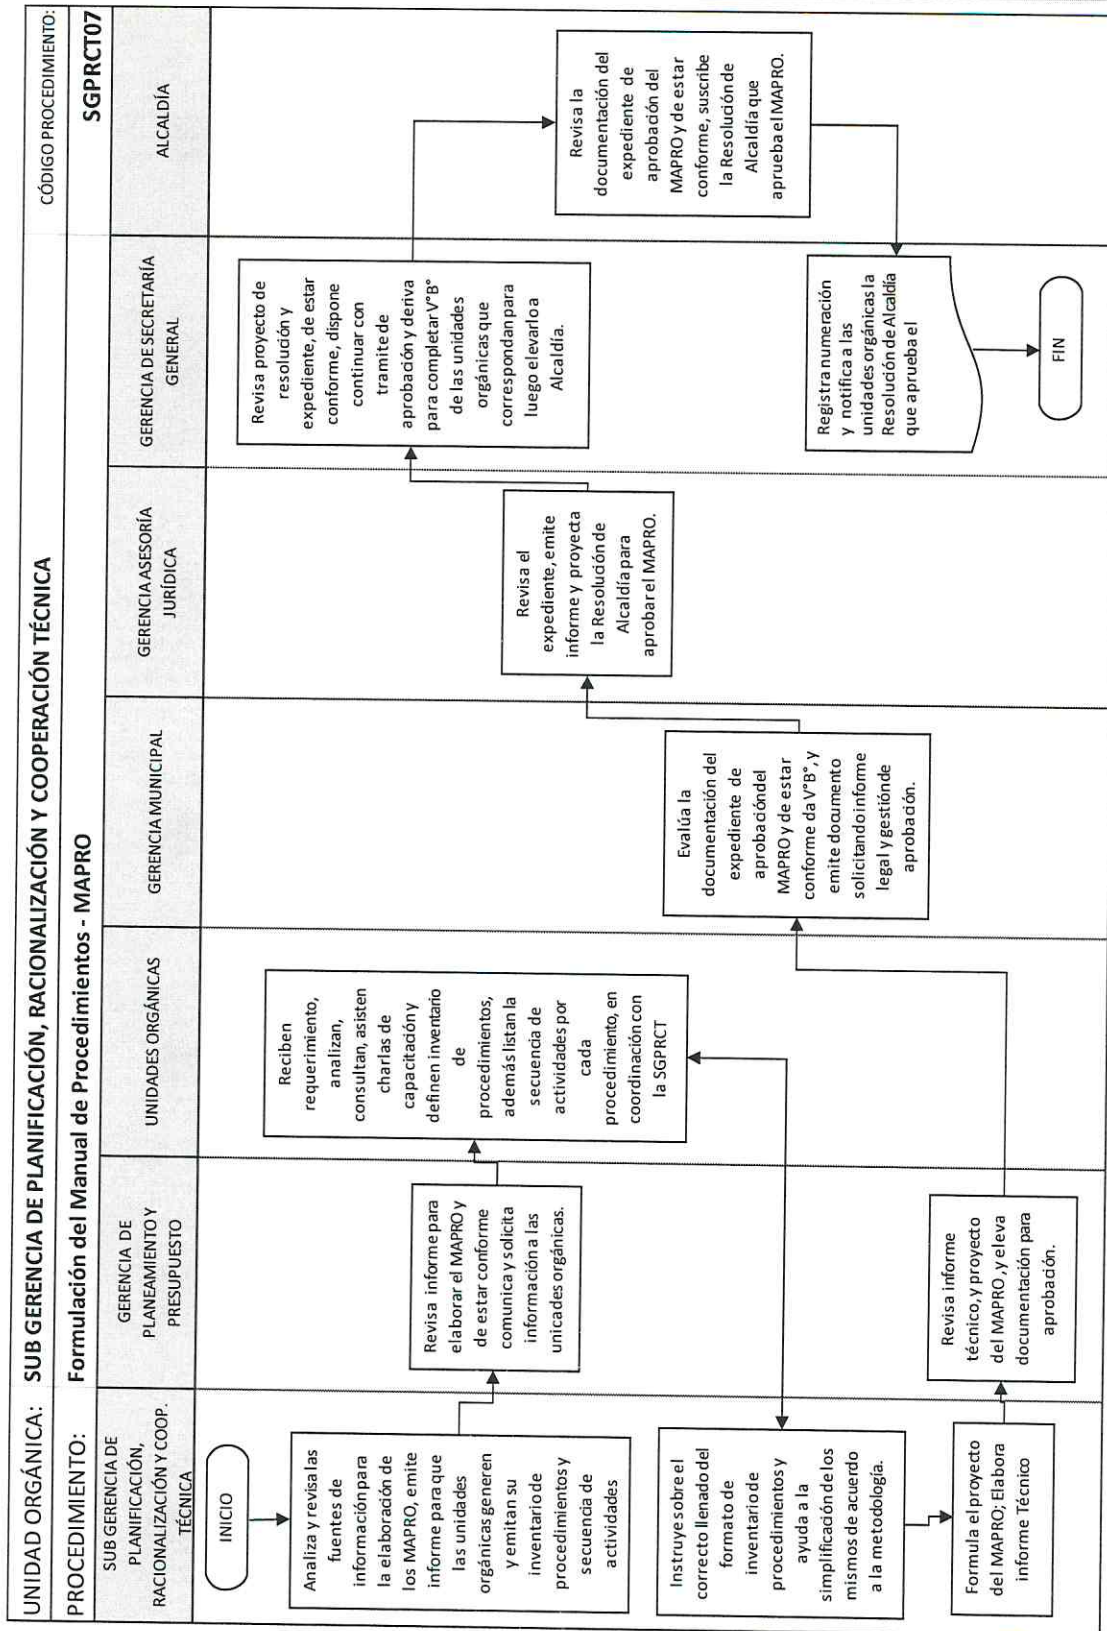 UNIDAD ORGÁNICA: SUB GERENCIA DE PLANIFICACIÓN, RACIONALIZACIÓN Y COOPERACIÓN TÉCNICA
CÓDIGO PROCEDIMIENTO:
PROCEDIMIENTO: Formulación del Manual de Procedimientos - MAPRO
SGPRCT07
SUB GERENCIA DE
PLANIFICACIÓN,
RACIONALIZACIÓN Y COOP.
TÉCNICA
GERENCIA DE
PLANEAMIENTO Y
PRESUPUESTO
UNIDADES ORGÁNICAS
GERENCIA MUNICIPAL
GERENCIA ASESORÍA
JURÍDICA
GERENCIA DE SECRETARÍA
GENERAL
ALCALDÍA
INICIO
Analiza y revisa las
fuentes de
información para
la elaboración de
los MAPRO, emite
informe para que
las unidades
orgánicas generen
y emitan su
inventario de
procedimientos y
secuencia de
actividades
Revisa informe para
elaborar el MAPRO y
de estar conforme
comunica y solicita
información a las
unicades orgánicas.
Reciben
requerimiento,
analizan,
consultan, asisten
charlas de
capacitación y
definen inventario
de
procedimientos,
además listan la
secuencia de
actividades por
cada
procedimiento, en
coordinación con
la SGPRCT
Instruye sobre el
correcto llenado del
formato de
inventario de
procedimientos y
ayuda a la
simplificación de los
mismos de acuerdo
a la metodología.
Formula el proyecto
del MAPRO; Elabora
informe Técnico
Revisa informe
técnico, y proyecto
del MAPRO, y eleva
documentación para
aprobación.
Evalúa la
documentación del
expediente de
aprobación del
MAPRO y de estar
conforme da V°B°, y
emite documento
solicitando informe
legal y gestión de
aprobación.
Revisa el
expediente, emite
informe y proyecta
la Resolución de
Alcaldía para
aprobar el MAPRO.
Revisa proyecto de
resolución y
expediente, de estar
conforme, dispone
continuar con
tramite de
aprobación y deriva
para completar V°B°
de las unidades
orgánicas que
correspondan para
luego elevarlo a
Alcaldía.
Revisa la
documentación del
expediente de
aprobación del
MAPRO y de estar
conforme, suscribe
la Resolución de
Alcaldía que
aprueba el MAPRO.
Registra numeración
y notifica a las
unidades orgánicas la
Resolución de Alcaldía
que aprueba el
FIN